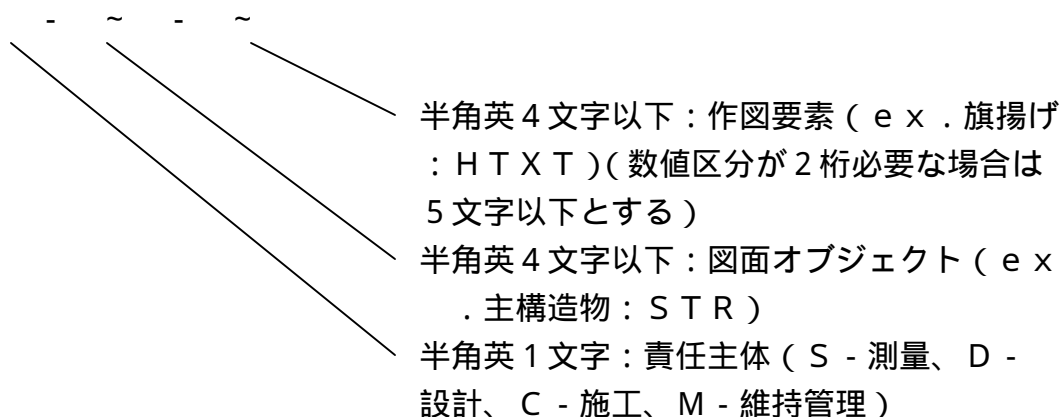 - ~ - ~
半角英４文字以下：作図要素（ｅｘ．旗揚げ
：ＨＴＸＴ）（数値区分が２桁必要な場合は
５文字以下とする）
半角英４文字以下：図面オブジェクト（ｅｘ
．主構造物：ＳＴＲ）
半角英１文字：責任主体（Ｓ-測量、Ｄ-
設計、Ｃ-施工、Ｍ-維持管理）